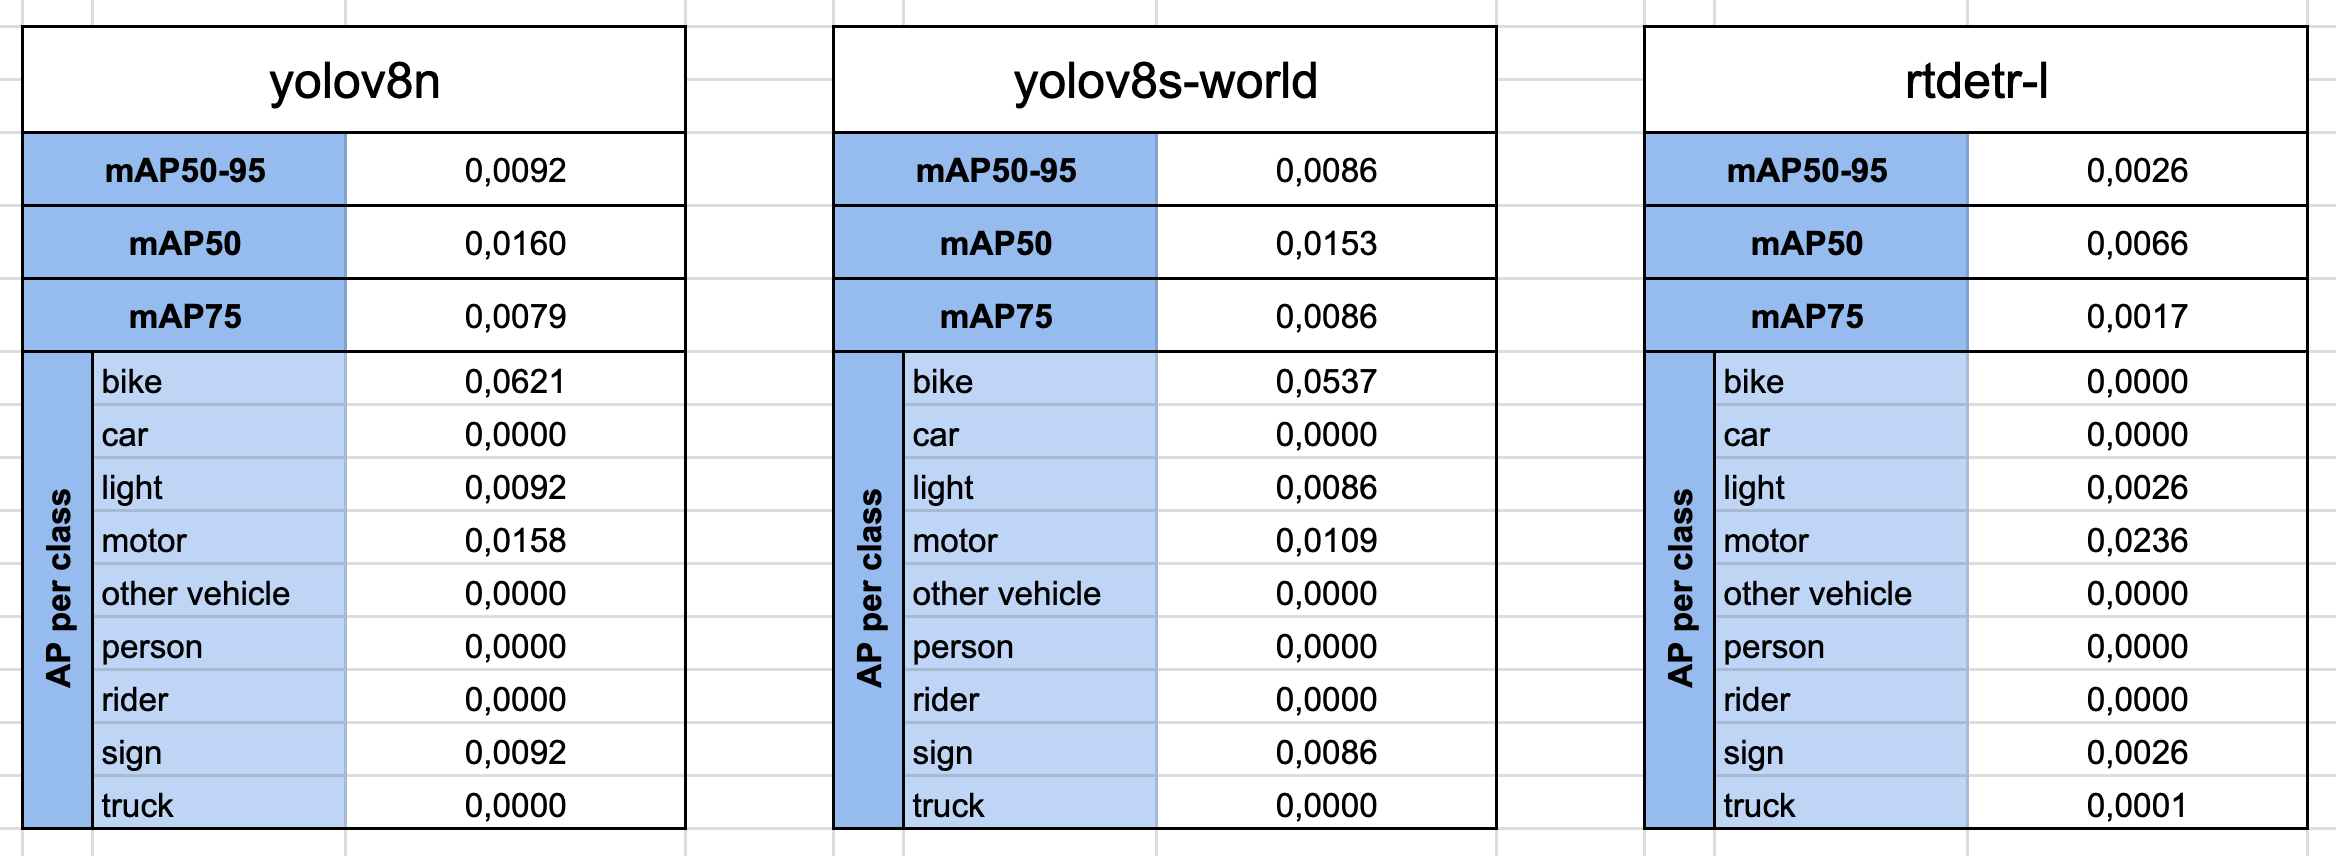 yolov8n
mAP50-95 0,0092
mAP50 0,0160
mAP75 0,0079
AP per class
bike 0,0621
car 0,0000
light 0,0092
motor 0,0158
other vehicle 0,0000
person 0,0000
rider 0,0000
sign 0,0092
truck 0,0000
yolov8s-world
mAP50-95 0,0086
mAP50 0,0153
mAP75 0,0086
AP per class
bike 0,0537
car 0,0000
light 0,0086
motor 0,0109
other vehicle 0,0000
person 0,0000
rider 0,0000
sign 0,0086
truck 0,0000
rtdetr-l
mAP50-95 0,0026
mAP50 0,0066
mAP75 0,0017
AP per class
bike 0,0000
car 0,0000
light 0,0026
motor 0,0236
other vehicle 0,0000
person 0,0000
rider 0,0000
sign 0,0026
truck 0,0001